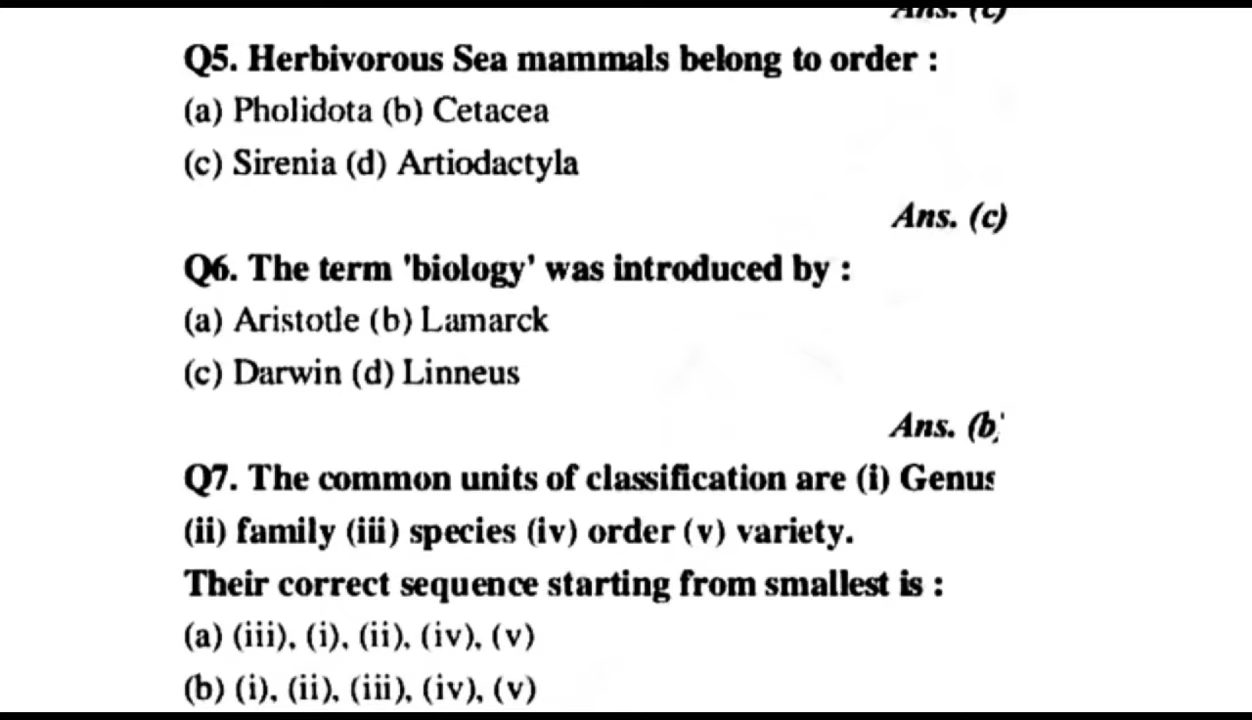 Ans. (c)
Q5. Herbivorous Sea mammals belong to order :
(a) Pholidota (b) Cetacea
(c) Sirenia (d) Artiodactyla
Ans. (c)
Q6. The term 'biology' was introduced by :
(a) Aristotle (b) Lamarck
(c) Darwin (d) Linneus
Ans. (b)
Q7. The common units of classification are (i) Genus
(ii) family (iii) species (iv) order (v) variety.
Their correct sequence starting from smallest is :
(a) (iii), (i), (ii), (iv), (v)
(b) (i), (ii), (iii), (iv), (v)